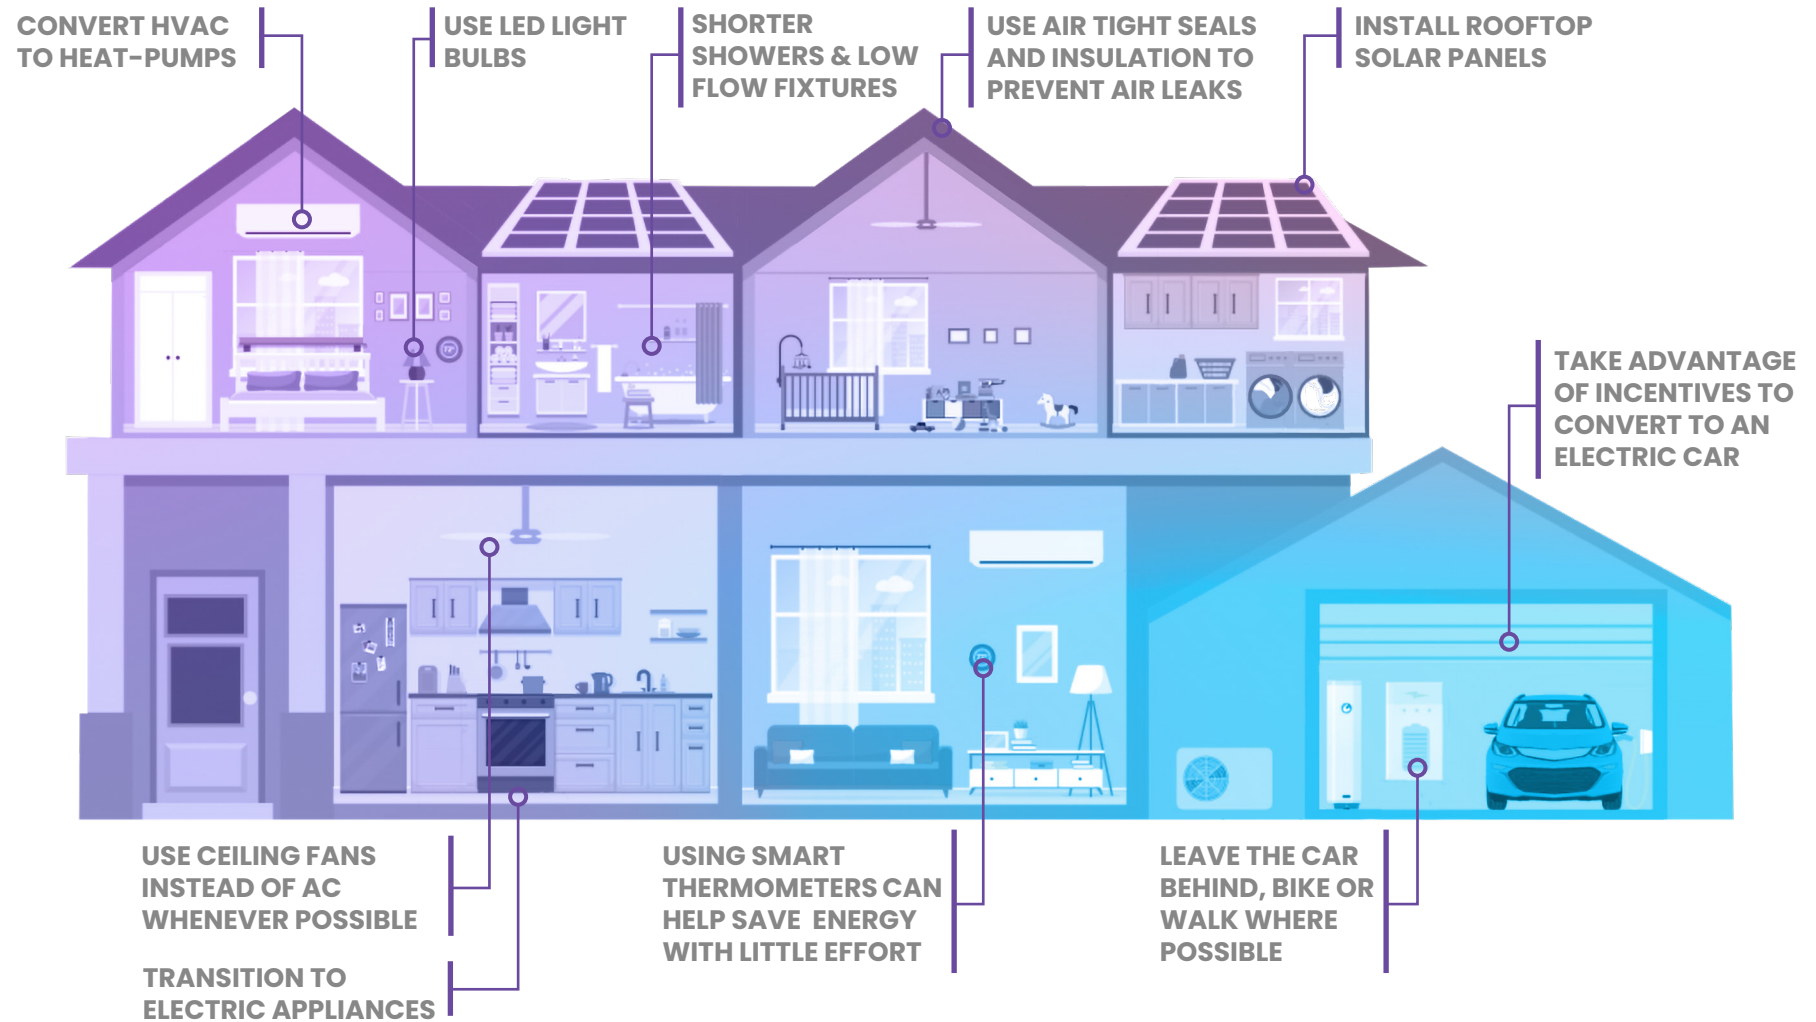 CONVERT HVAC
TO HEAT-PUMPS
USE LED LIGHT
BULBS
SHORTER
SHOWERS & LOW
FLOW FIXTURES
USE AIR TIGHT SEALS
AND INSULATION TO
PREVENT AIR LEAKS
INSTALL ROOFTOP
SOLAR PANELS
TAKE ADVANTAGE
OF INCENTIVES TO
CONVERT TO AN
ELECTRIC CAR
USE CEILING FANS
INSTEAD OF AC
WHENEVER POSSIBLE
TRANSITION TO
ELECTRIC APPLIANCES
USING SMART
THERMOMETERS CAN
HELP SAVE ENERGY
WITH LITTLE EFFORT
LEAVE THE CAR
BEHIND, BIKE OR
WALK WHERE
POSSIBLE